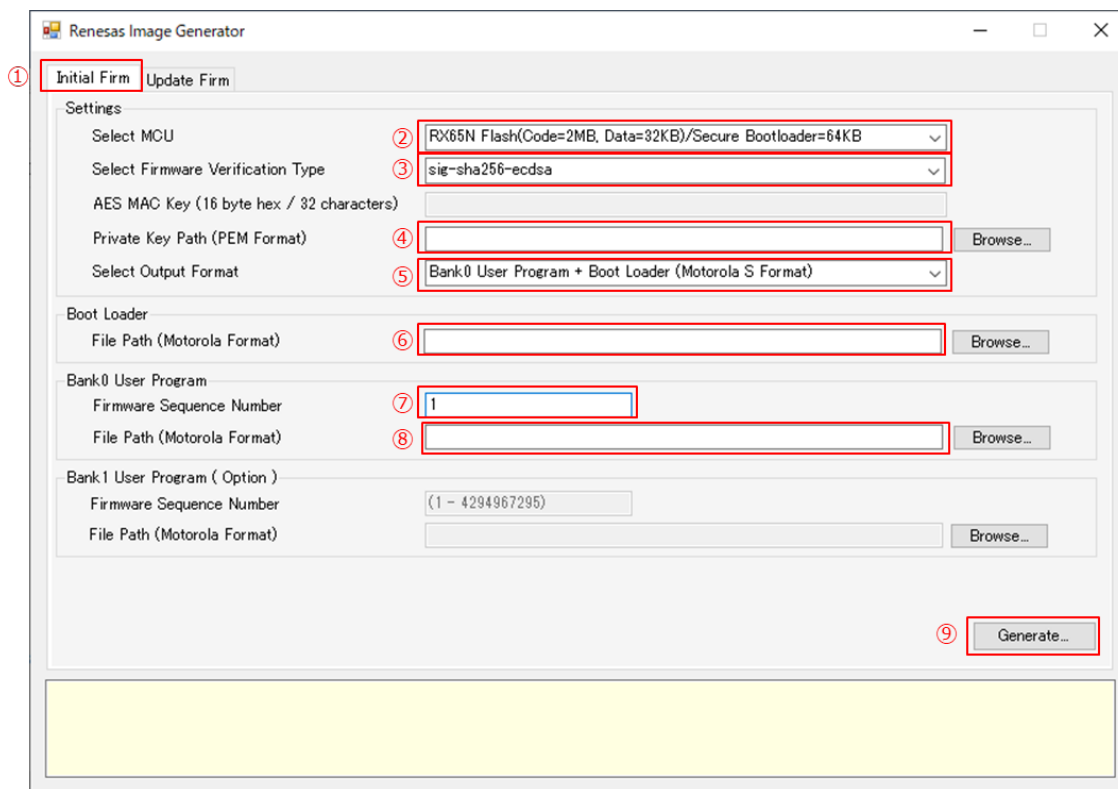 Renesas Image Generator
① Initial Firm Update Firm
Settings
Select MCU ② RX65N Flash(Code=2MB, Data=32KB)/Secure Bootloader=64KB
Select Firmware Verification Type ③ sig-sha256-ecdsa
AES MAC Key (16 byte hex / 32 characters)
Private Key Path (PEM Format) ④ Browse...
Select Output Format ⑤ Bank0 User Program + Boot Loader (Motorola S Format)
Boot Loader
File Path (Motorola Format) ⑥ Browse...
Bank0 User Program
Firmware Sequence Number ⑦ 1
File Path (Motorola Format) ⑧ Browse...
Bank1 User Program ( Option )
Firmware Sequence Number (1 - 4294967295)
File Path (Motorola Format) Browse...
⑨ Generate...